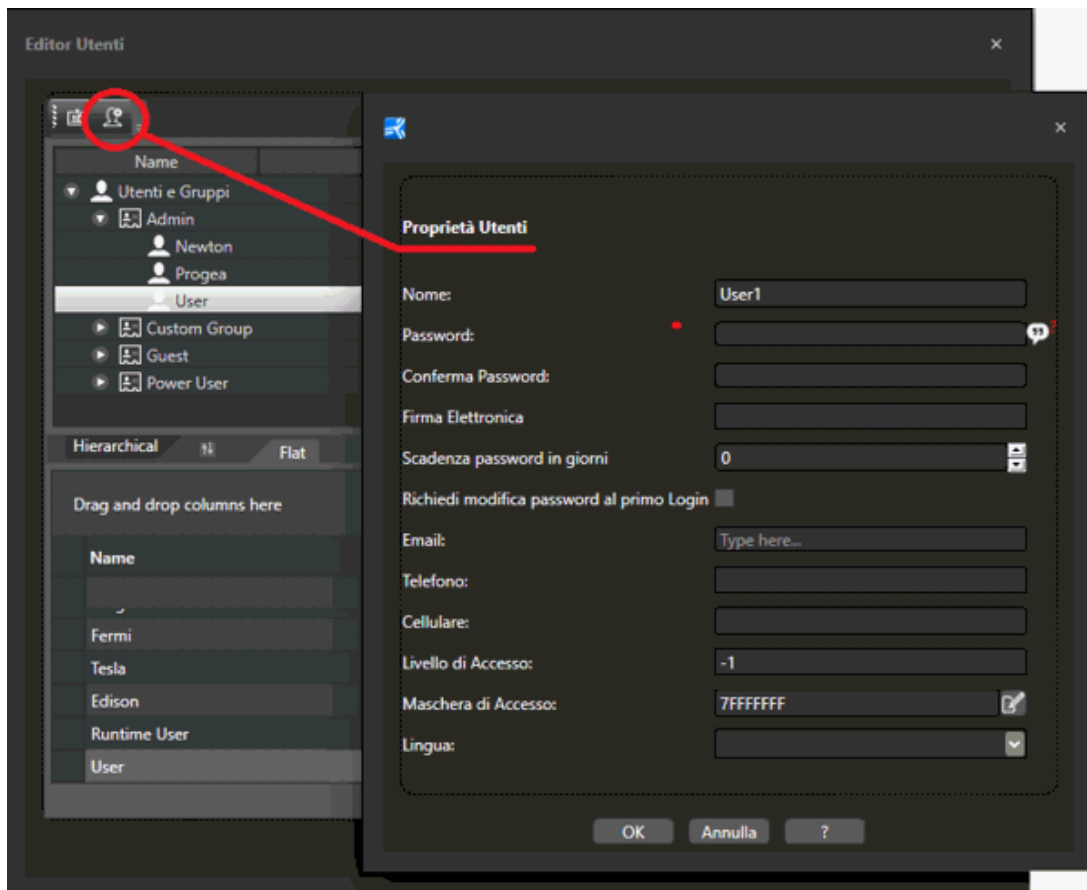 Editor Utenti
Name
Utenti e Gruppi
Admin
Newton
Progea
User
Custom Group
Guest
Power User
Hierarchical
Flat
Drag and drop columns here
Name
Fermi
Tesla
Edison
Runtime User
User
Proprietà Utenti
Nome: User1
Password:
?
Conferma Password:
Firma Elettronica
Scadenza password in giorni 0
Richiedi modifica password al primo Login
Email: Type here...
Telefono:
Cellulare:
Livello di Accesso: -1
Maschera di Accesso: 7FFFFFFF
Lingua:
OK Annulla ?